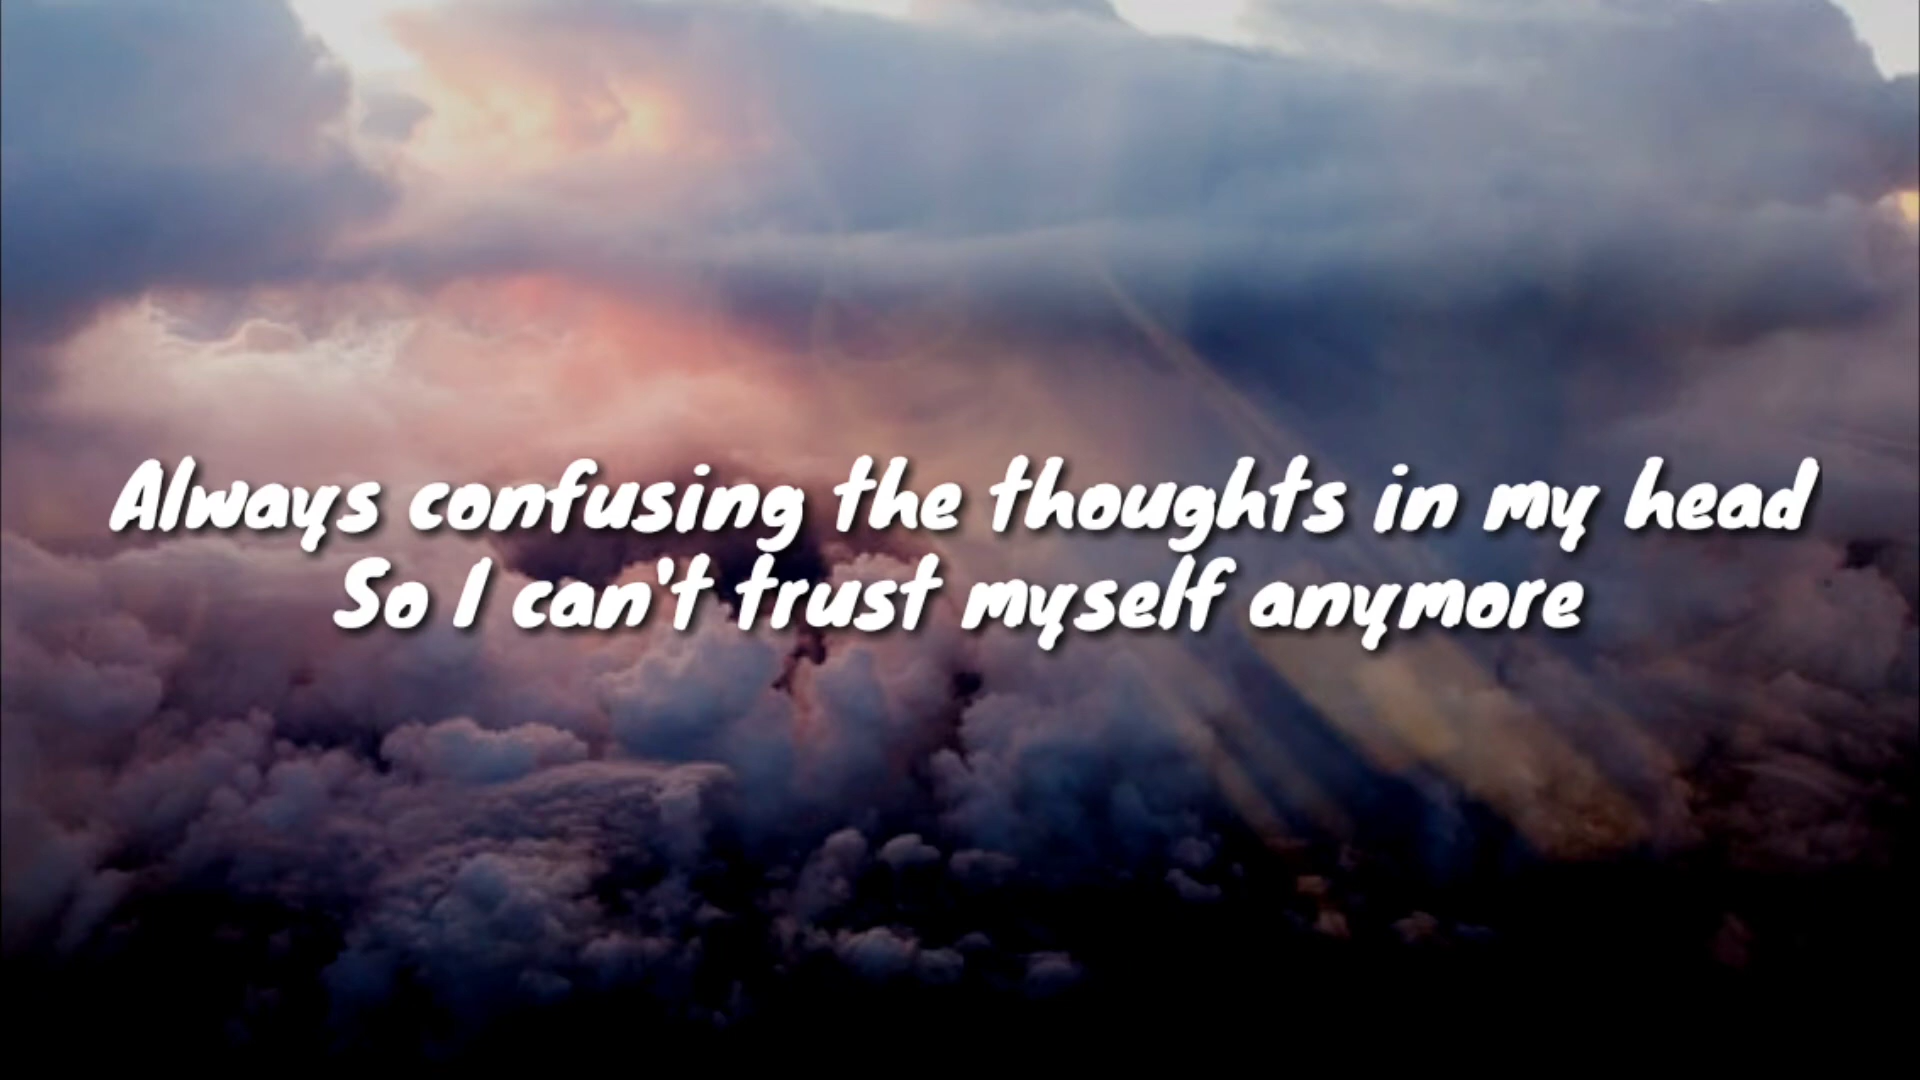 Always confusing the thoughts in my head
So I can't trust myself anymore